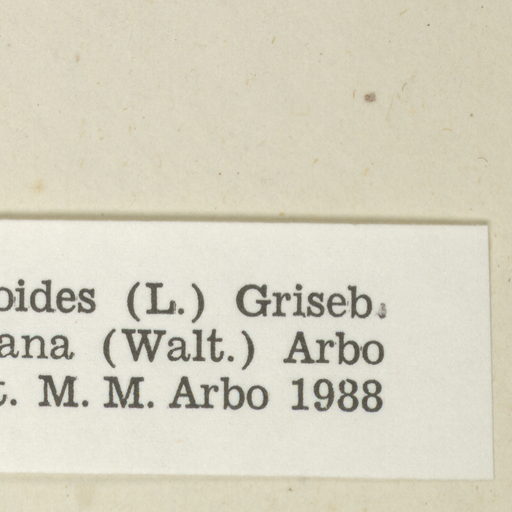 oides (L.) Griseb.
ana (Walt.) Arbo
t. M. M. Arbo 1988